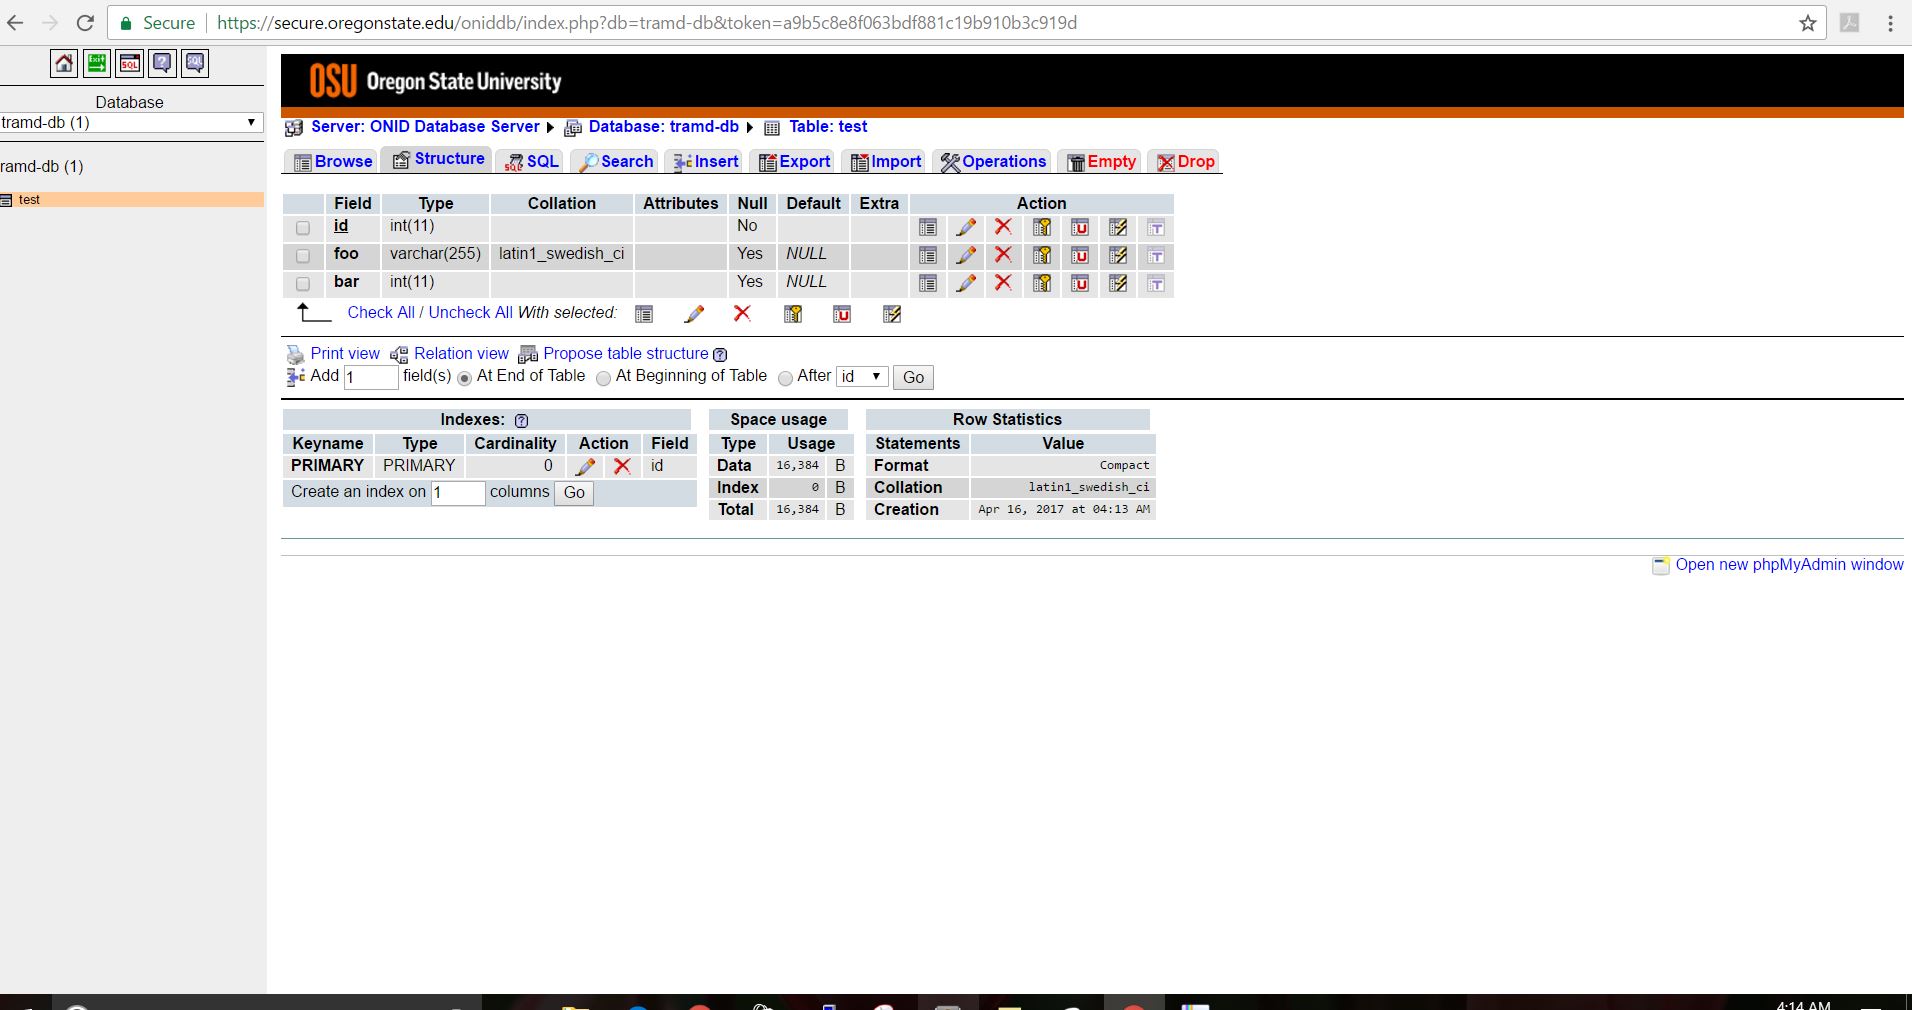 Secure https://secure.oregonstate.edu/oniddb/index.php?db=tramd-db&token=a9b5c8e8f063bdf881c19b910b3c919d
Exit SQL ? SQL
Database
tramd-db (1)
ramd-db (1)
test
OSU Oregon State University
Server: ONID Database Server Database: tramd-db Table: test
Browse Structure SQL Search Insert Export Import Operations Empty Drop
Field Type Collation Attributes Null Default Extra Action
id int(11) No
foo varchar(255) latin1_swedish_ci Yes NULL
bar int(11) Yes NULL
Check All / Uncheck All With selected:
Print view Relation view Propose table structure ?
Add 1 field(s) At End of Table At Beginning of Table After id Go
Indexes: ?
Keyname Type Cardinality Action Field
PRIMARY PRIMARY 0 id
Create an index on 1 columns Go
Space usage
Type Usage
Data 16,384 B
Index 0 B
Total 16,384 B
Row Statistics
Statements Value
Format Compact
Collation latin1_swedish_ci
Creation Apr 16, 2017 at 04:13 AM
Open new phpMyAdmin window
4:14 AM